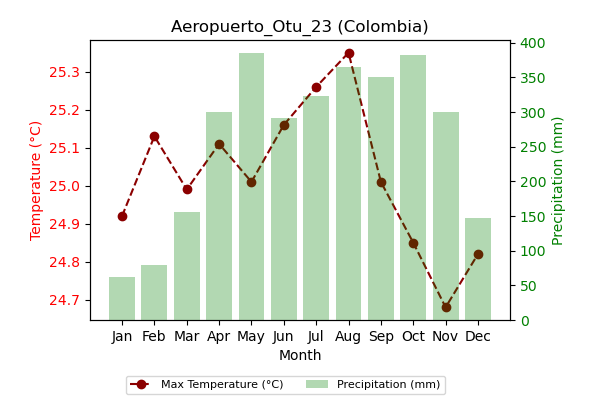 Aeropuerto_Otu_23 (Colombia)
Temperature (°C)
25.3
25.2
25.1
25.0
24.9
24.8
24.7
400
350
300
250
200
150
100
50
0
Precipitation (mm)
Jan Feb Mar Apr May Jun Jul Aug Sep Oct Nov Dec
Month
Max Temperature (°C) Precipitation (mm)